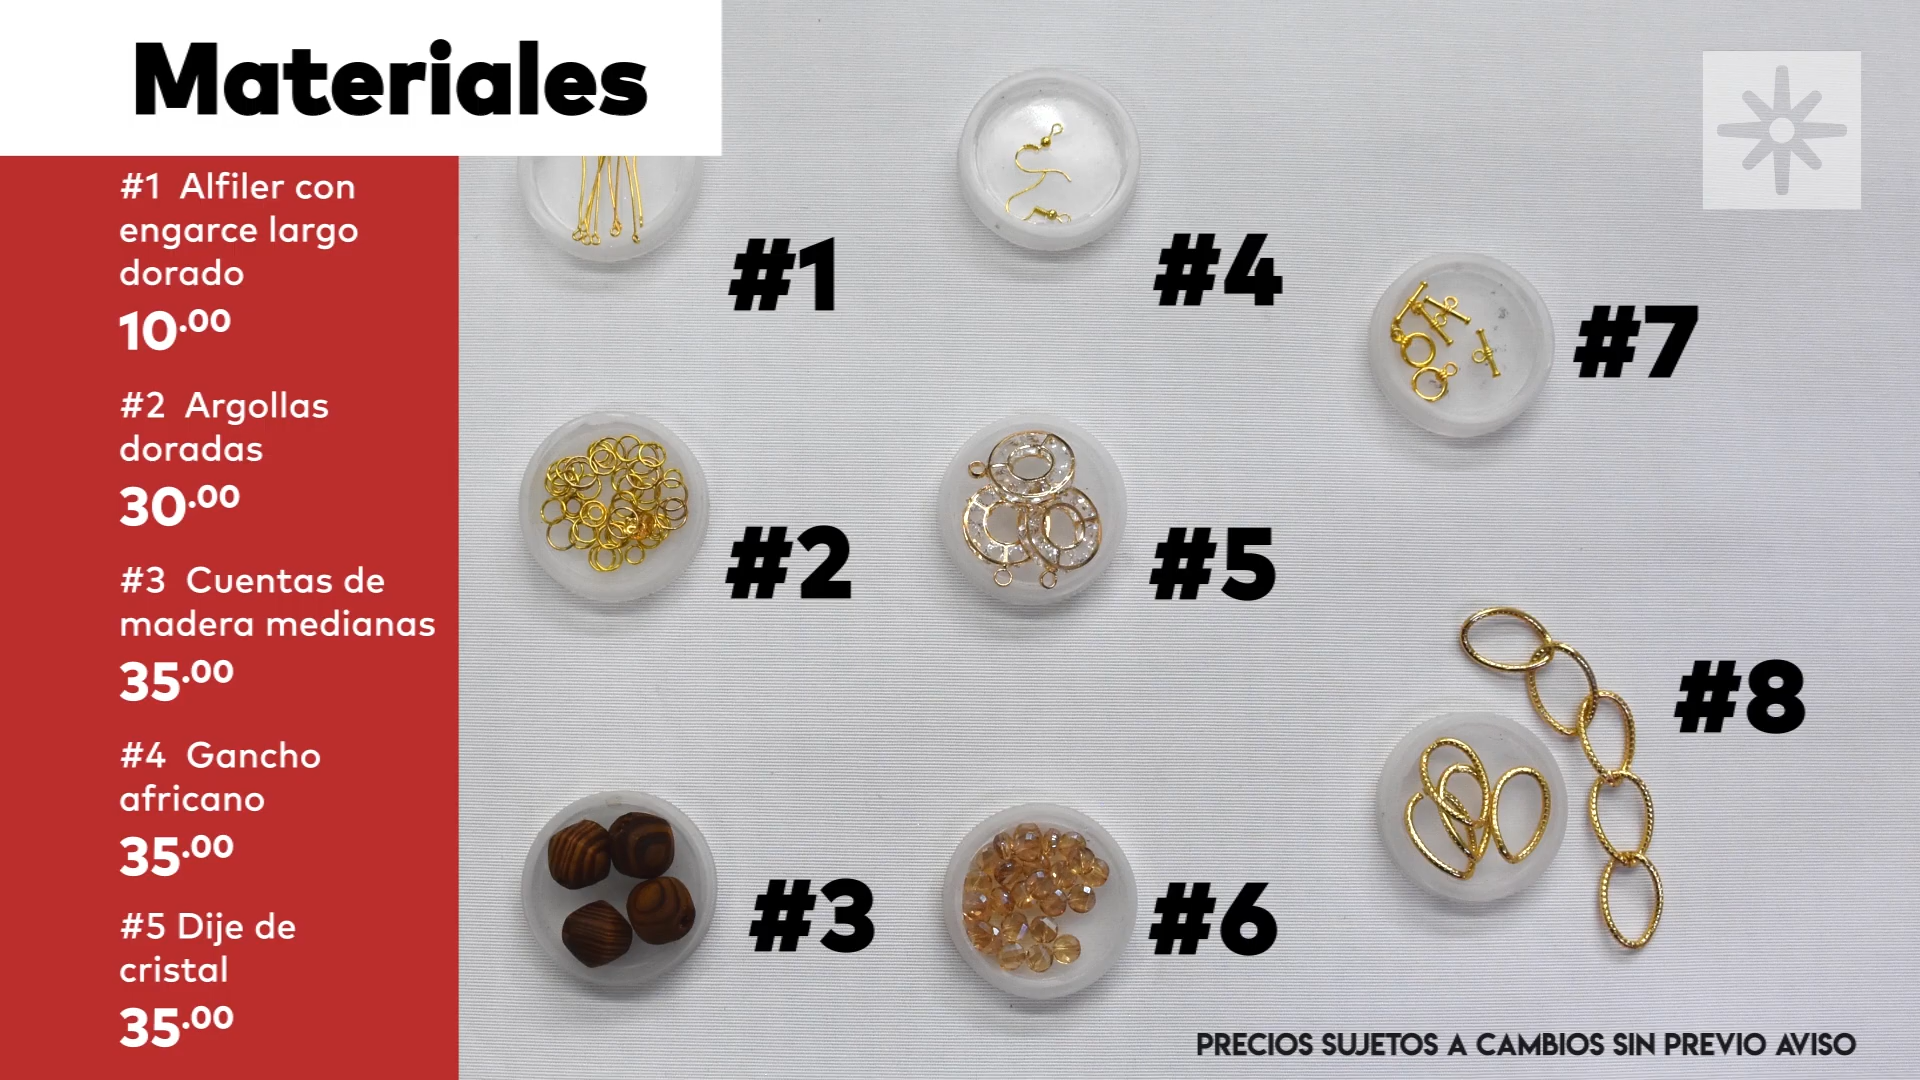 Materiales
#1 Alfiler con
engarce largo
dorado
10.00
#2 Argollas
doradas
30.00
#3 Cuentas de
madera medianas
35.00
#4 Gancho
africano
35.00
#5 Dije de
cristal
35.00
#1
#4
#7
#2
#5
#8
#3
#6
PRECIOS SUJETOS A CAMBIOS SIN PREVIO AVISO